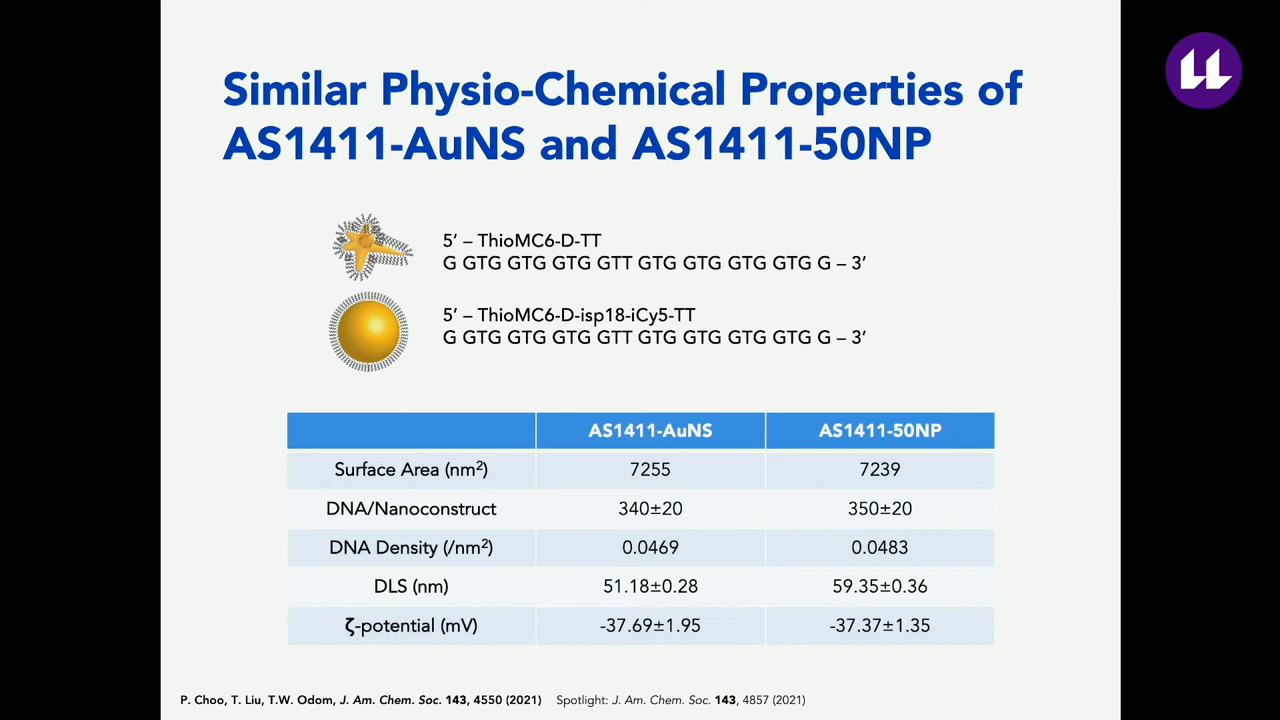 Similar Physio-Chemical Properties of
AS1411-AuNS and AS1411-50NP
5’ – ThioMC6-D-TT
G GTG GTG GTG GTT GTG GTG GTG GTG G – 3’
5’ – ThioMC6-D-isp18-iCy5-TT
G GTG GTG GTG GTT GTG GTG GTG GTG G – 3’
AS1411-AuNS AS1411-50NP
Surface Area (nm²) 7255 7239
DNA/Nanoconstruct 340±20 350±20
DNA Density (/nm²) 0.0469 0.0483
DLS (nm) 51.18±0.28 59.35±0.36
ζ-potential (mV) -37.69±1.95 -37.37±1.35
P. Choo, T. Liu, T.W. Odom, J. Am. Chem. Soc. 143, 4550 (2021) Spotlight: J. Am. Chem. Soc. 143, 4857 (2021)